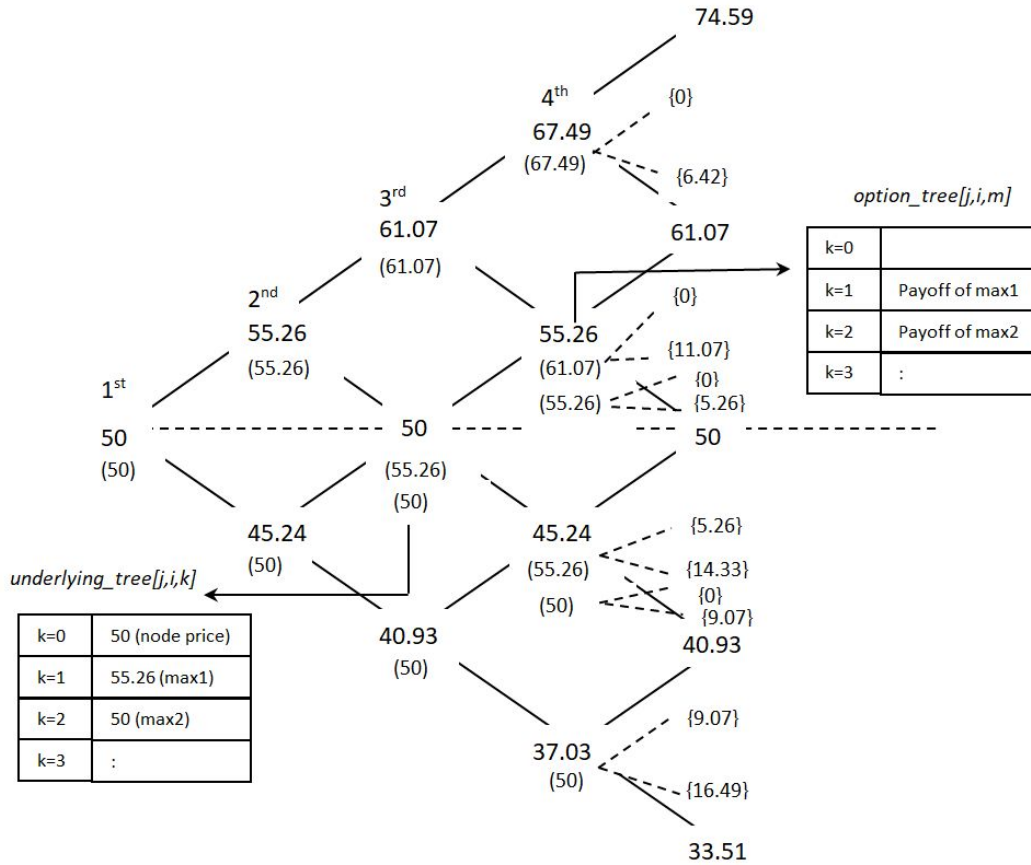 74.59
4th
{0}
67.49
(67.49)
{6.42}
3rd
option_tree[j,i,m]
61.07
61.07
(61.07)
k=0
2nd
{0}
k=1 Payoff of max1
55.26
55.26
k=2 Payoff of max2
(55.26)
(61.07)
{11.07}
k=3 :
1st
(55.26)
{0}
{5.26}
50
50
50
(50)
(55.26)
(50)
45.24
45.24
{5.26}
(50)
(55.26)
{14.33}
underlying_tree[j,i,k]
(50)
{0}
{9.07}
k=0 50 (node price)
40.93
40.93
(50)
k=1 55.26 (max1)
k=2 50 (max2)
{9.07}
37.03
k=3 :
(50)
{16.49}
33.51